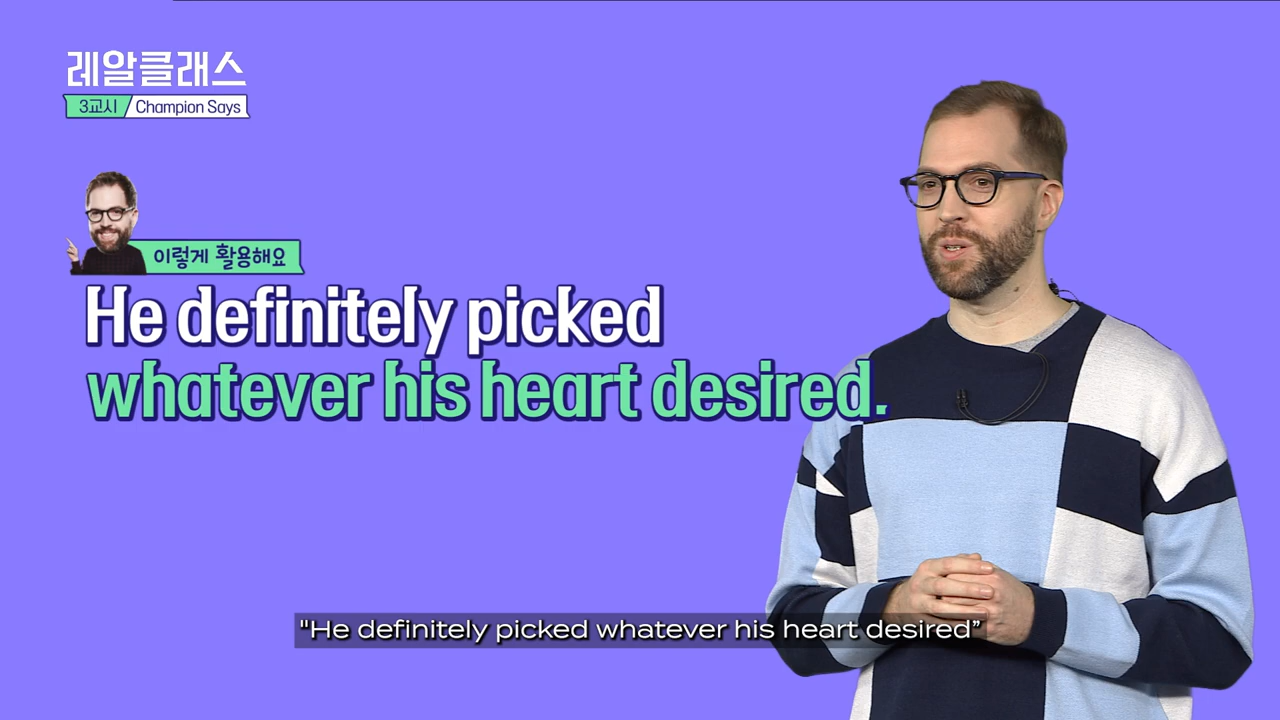 레알클래스
3교시 Champion Says
이렇게 활용해요
He definitely picked
whatever his heart desired.
"He definitely picked whatever his heart desired”